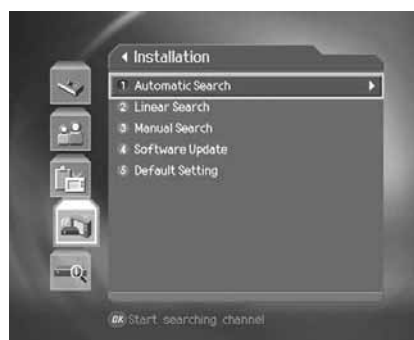 Installation
1 Automatic Search
2 Linear Search
3 Manual Search
4 Software Update
5 Default Setting
OK Start searching channel